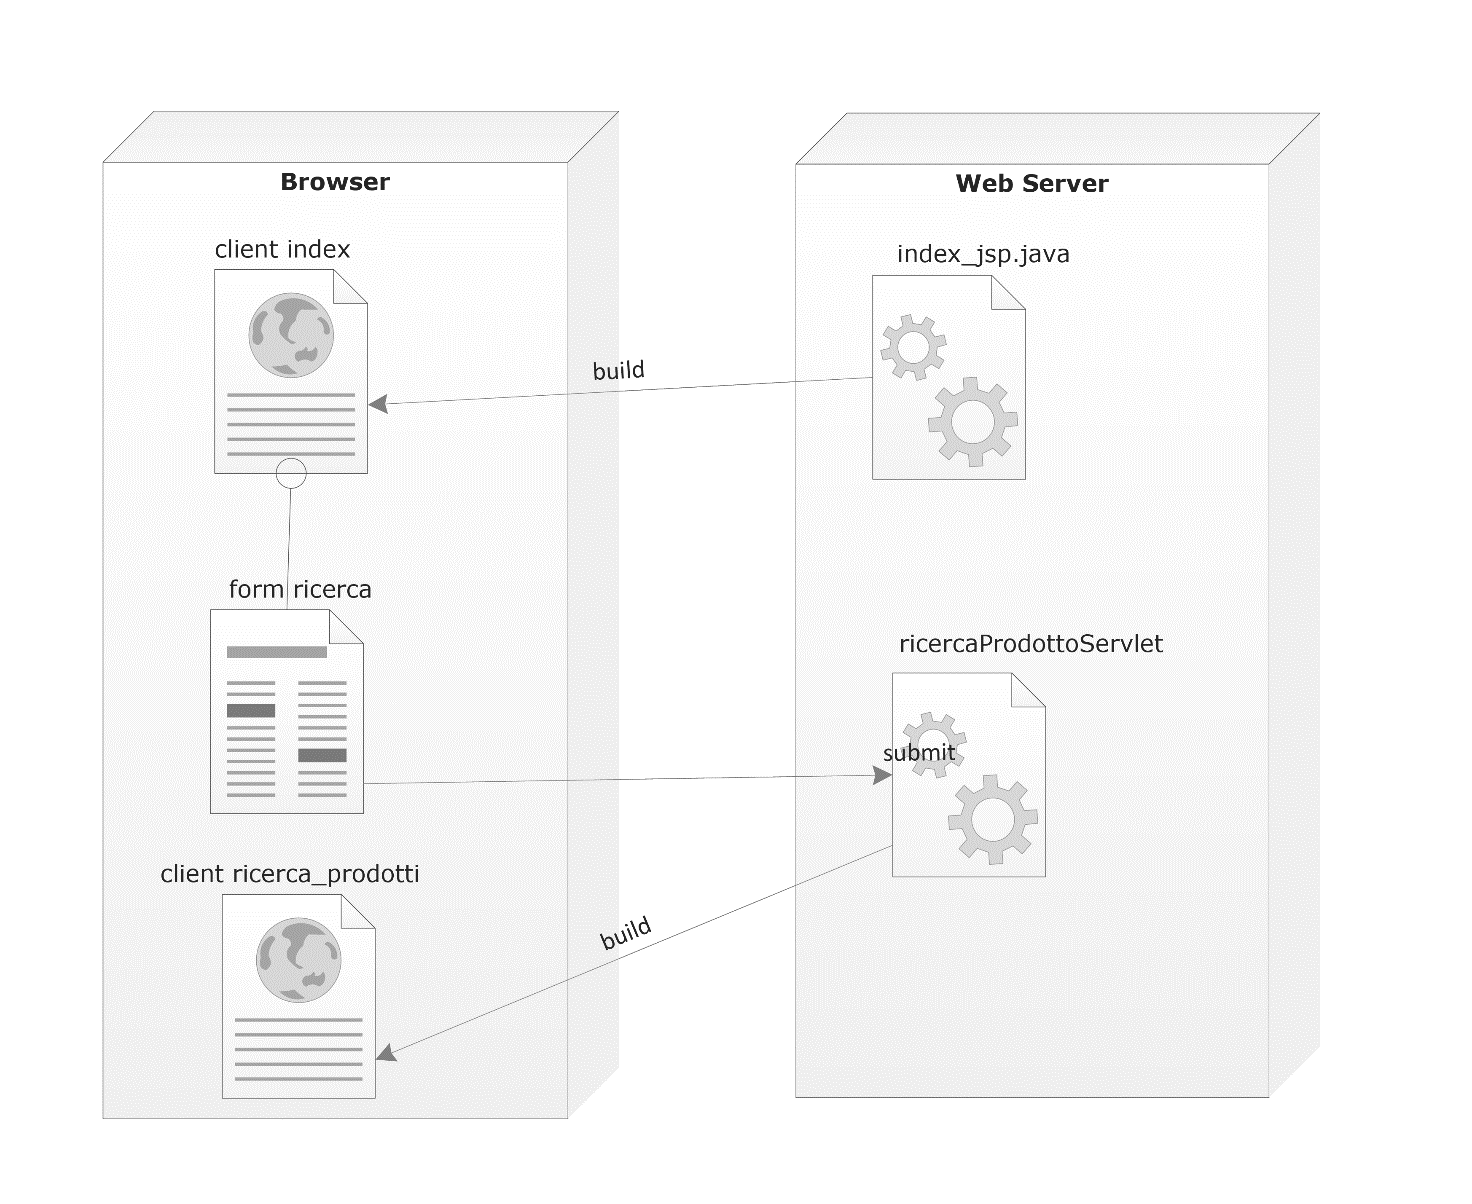 Browser
Web Server
client index
index_jsp.java
build
form ricerca
ricercaProdottoServlet
submit
client ricerca_prodotti
build